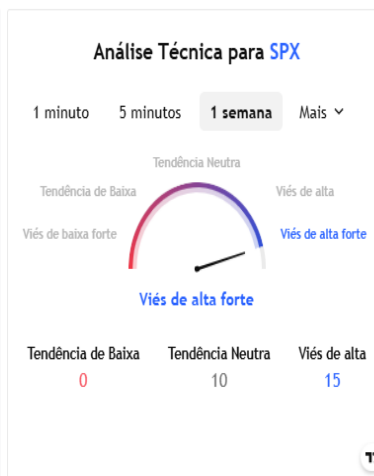 Análise Técnica para SPX
1 minuto 5 minutos 1 semana Mais
Tendência Neutra
Tendência de Baixa Viés de alta
Viés de baixa forte Viés de alta forte
Viés de alta forte
Tendência de Baixa Tendência Neutra Viés de alta
0 10 15